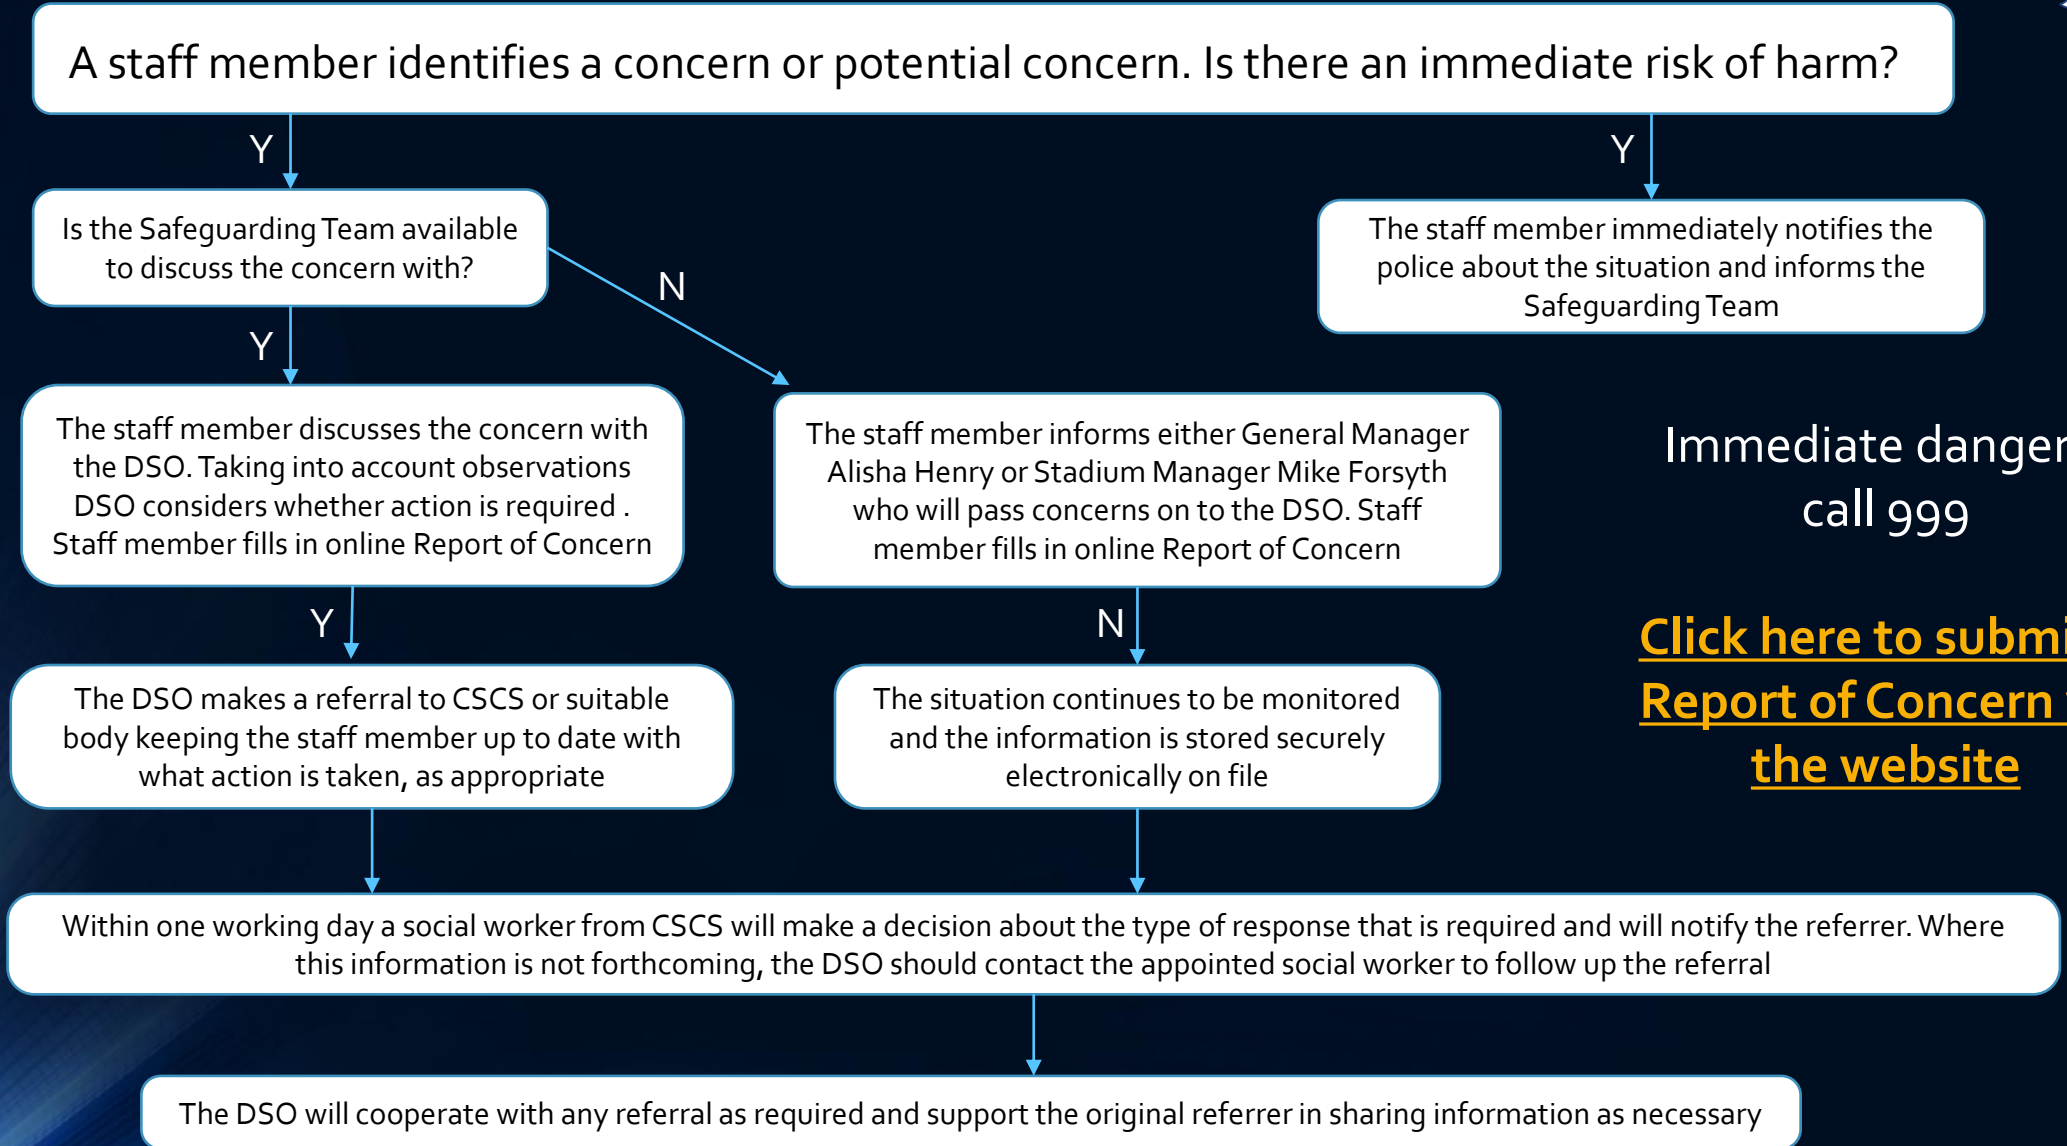 A staff member identifies a concern or potential concern. Is there an immediate risk of harm?
Y
Y
Is the Safeguarding Team available
to discuss the concern with?
The staff member immediately notifies the
police about the situation and informs the
Safeguarding Team
N
Y
The staff member discusses the concern with
the DSO. Taking into account observations
DSO considers whether action is required .
Staff member fills in online Report of Concern
The staff member informs either General Manager
Alisha Henry or Stadium Manager Mike Forsyth
who will pass concerns on to the DSO. Staff
member fills in online Report of Concern
Immediate danger
call 999
Y
N
Click here to submi
Report of Concern
the website
The DSO makes a referral to CSCS or suitable
body keeping the staff member up to date with
what action is taken, as appropriate
The situation continues to be monitored
and the information is stored securely
electronically on file
Within one working day a social worker from CSCS will make a decision about the type of response that is required and will notify the referrer. Where
this information is not forthcoming, the DSO should contact the appointed social worker to follow up the referral
The DSO will cooperate with any referral as required and support the original referrer in sharing information as necessary